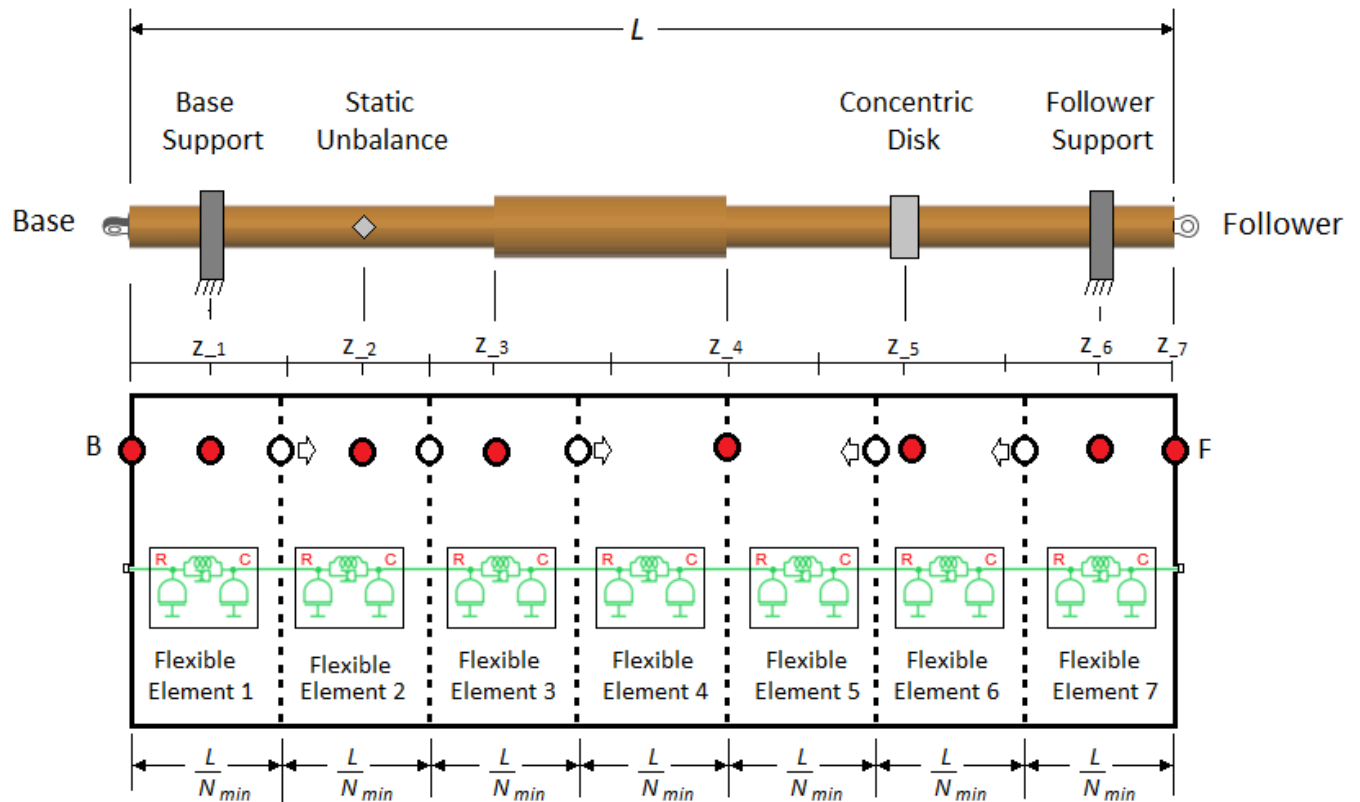 L
Base
Support
Static
Unbalance
Concentric
Disk
Follower
Support
Base
Follower
z_1
z_2
z_3
z_4
z_5
z_6
z_7
B
F
R C
R C
R C
R C
R C
R C
R C
Flexible
Element 1
Flexible
Element 2
Flexible
Element 3
Flexible
Element 4
Flexible
Element 5
Flexible
Element 6
Flexible
Element 7
L
N min
L
N min
L
N min
L
N min
L
N min
L
N min
L
N min